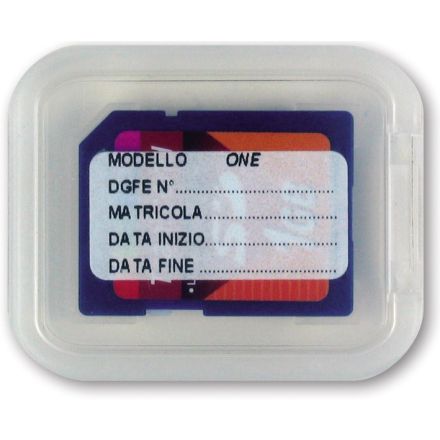 MODELLO ONE
DGFE N°..............................
MATRICOLA.........................
DATA INIZIO.........................
DATA FINE ..........................